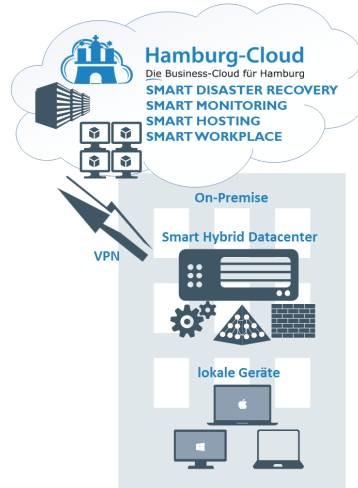 Hamburg-Cloud
Die Business-Cloud für Hamburg
SMART DISASTER RECOVERY
SMART MONITORING
SMART HOSTING
SMART WORKPLACE
On-Premise
Smart Hybrid Datacenter
VPN
lokale Geräte